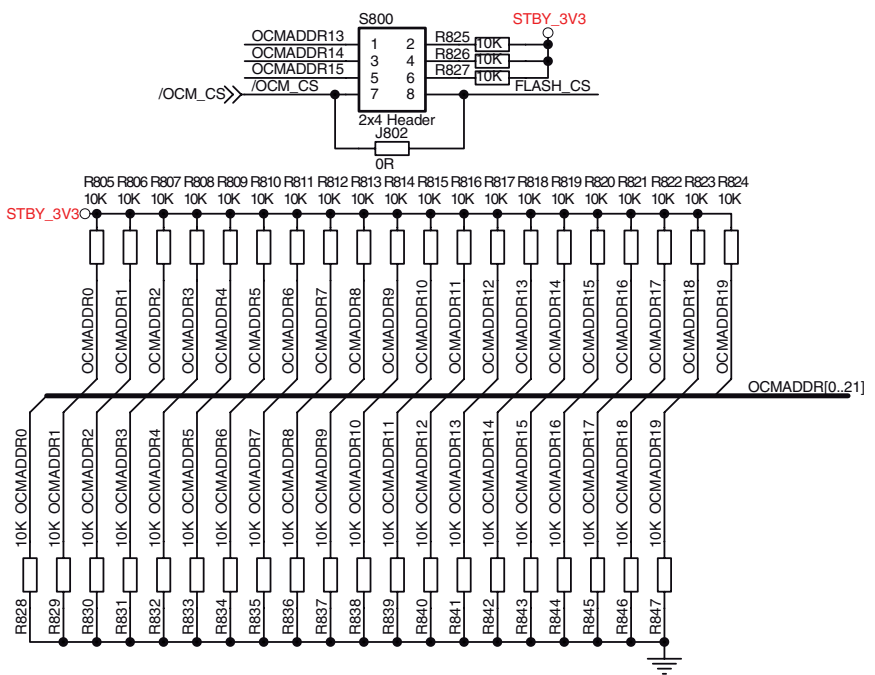 S800
STBY_3V3
OCMADDR13 1 2 R825 10K
OCMADDR14 3 4 R826 10K
OCMADDR15 5 6 R827 10K
/OCM_CS /OCM_CS 7 8 FLASH_CS
2x4 Header
J802
0R
R805 R806 R807 R808 R809 R810 R811 R812 R813 R814 R815 R816 R817 R818 R819 R820 R821 R822 R823 R824
10K 10K 10K 10K 10K 10K 10K 10K 10K 10K 10K 10K 10K 10K 10K 10K 10K 10K 10K 10K
STBY_3V3
OCMADDR0 OCMADDR1 OCMADDR2 OCMADDR3 OCMADDR4 OCMADDR5 OCMADDR6 OCMADDR7 OCMADDR8 OCMADDR9 OCMADDR10 OCMADDR11 OCMADDR12 OCMADDR13 OCMADDR14 OCMADDR15 OCMADDR16 OCMADDR17 OCMADDR18 OCMADDR19
OCMADDR[0..21]
10K OCMADDR0 10K OCMADDR1 10K OCMADDR2 10K OCMADDR3 10K OCMADDR4 10K OCMADDR5 10K OCMADDR6 10K OCMADDR7 10K OCMADDR8 10K OCMADDR9 10K OCMADDR10 10K OCMADDR11 10K OCMADDR12 10K OCMADDR13 10K OCMADDR14 10K OCMADDR15 10K OCMADDR16 10K OCMADDR17 10K OCMADDR18 10K OCMADDR19
R828 R829 R830 R831 R832 R833 R834 R835 R836 R837 R838 R839 R840 R841 R842 R843 R844 R845 R846 R847